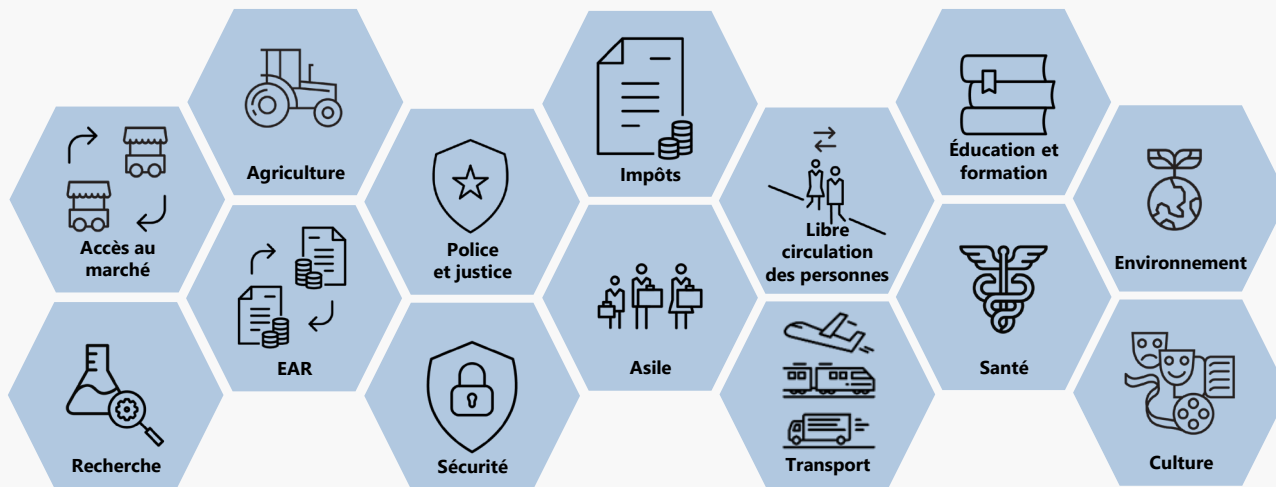 Agriculture
Impôts
Éducation et
formation
Accès au
marché
Police
et justice
Libre
circulation
des personnes
Environnement
EAR
Asile
Santé
Recherche
Sécurité
Transport
Culture